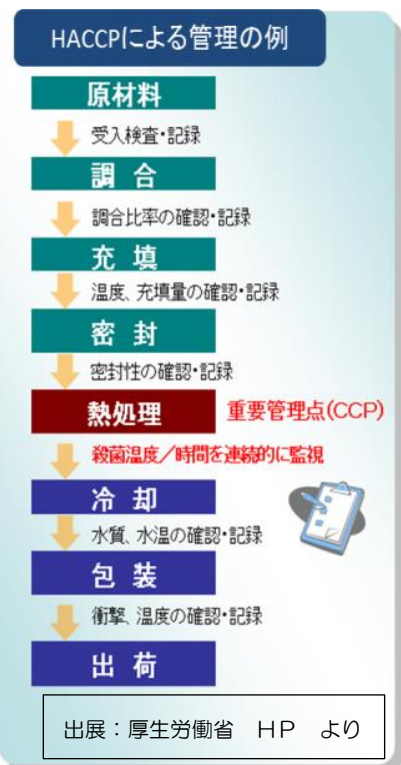 HACCPによる管理の例
原材料
受入検査・記録
調合
調合比率の確認・記録
充填
温度、充填量の確認・記録
密封
密封性の確認・記録
熱処理 重要管理点(CCP)
殺菌温度／時間を連続的に監視
冷却
水質、水温の確認・記録
包装
衝撃、温度の確認・記録
出荷
出展：厚生労働省　ＨＰ　より